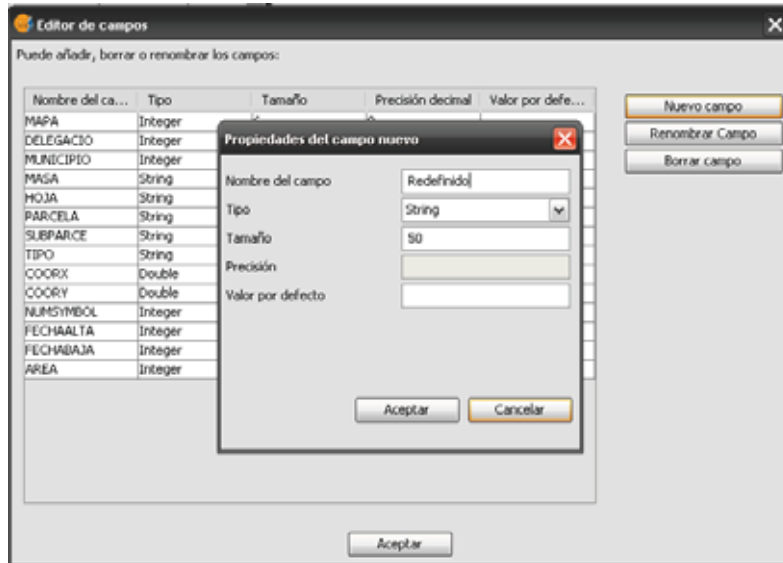 Editor de campos
Puede añadir, borrar o renombrar los campos:
Nombre del ca... Tipo Tamaño Precisión decimal Valor por defe...
MAPA Integer
DELEGACIO Integer
MUNICIPIO Integer
MASA String
HOJA String
PARCELA String
SUBPARCE String
TIPO String
COORX Double
COORY Double
NUMSYMBOL Integer
FECHAALTA Integer
FECHABAJA Integer
AREA Integer
Nuevo campo
Renombrar Campo
Borrar campo
Propiedades del campo nuevo
Nombre del campo Redefinido
Tipo String
Tamaño 50
Precisión
Valor por defecto
Aceptar Cancelar
Aceptar